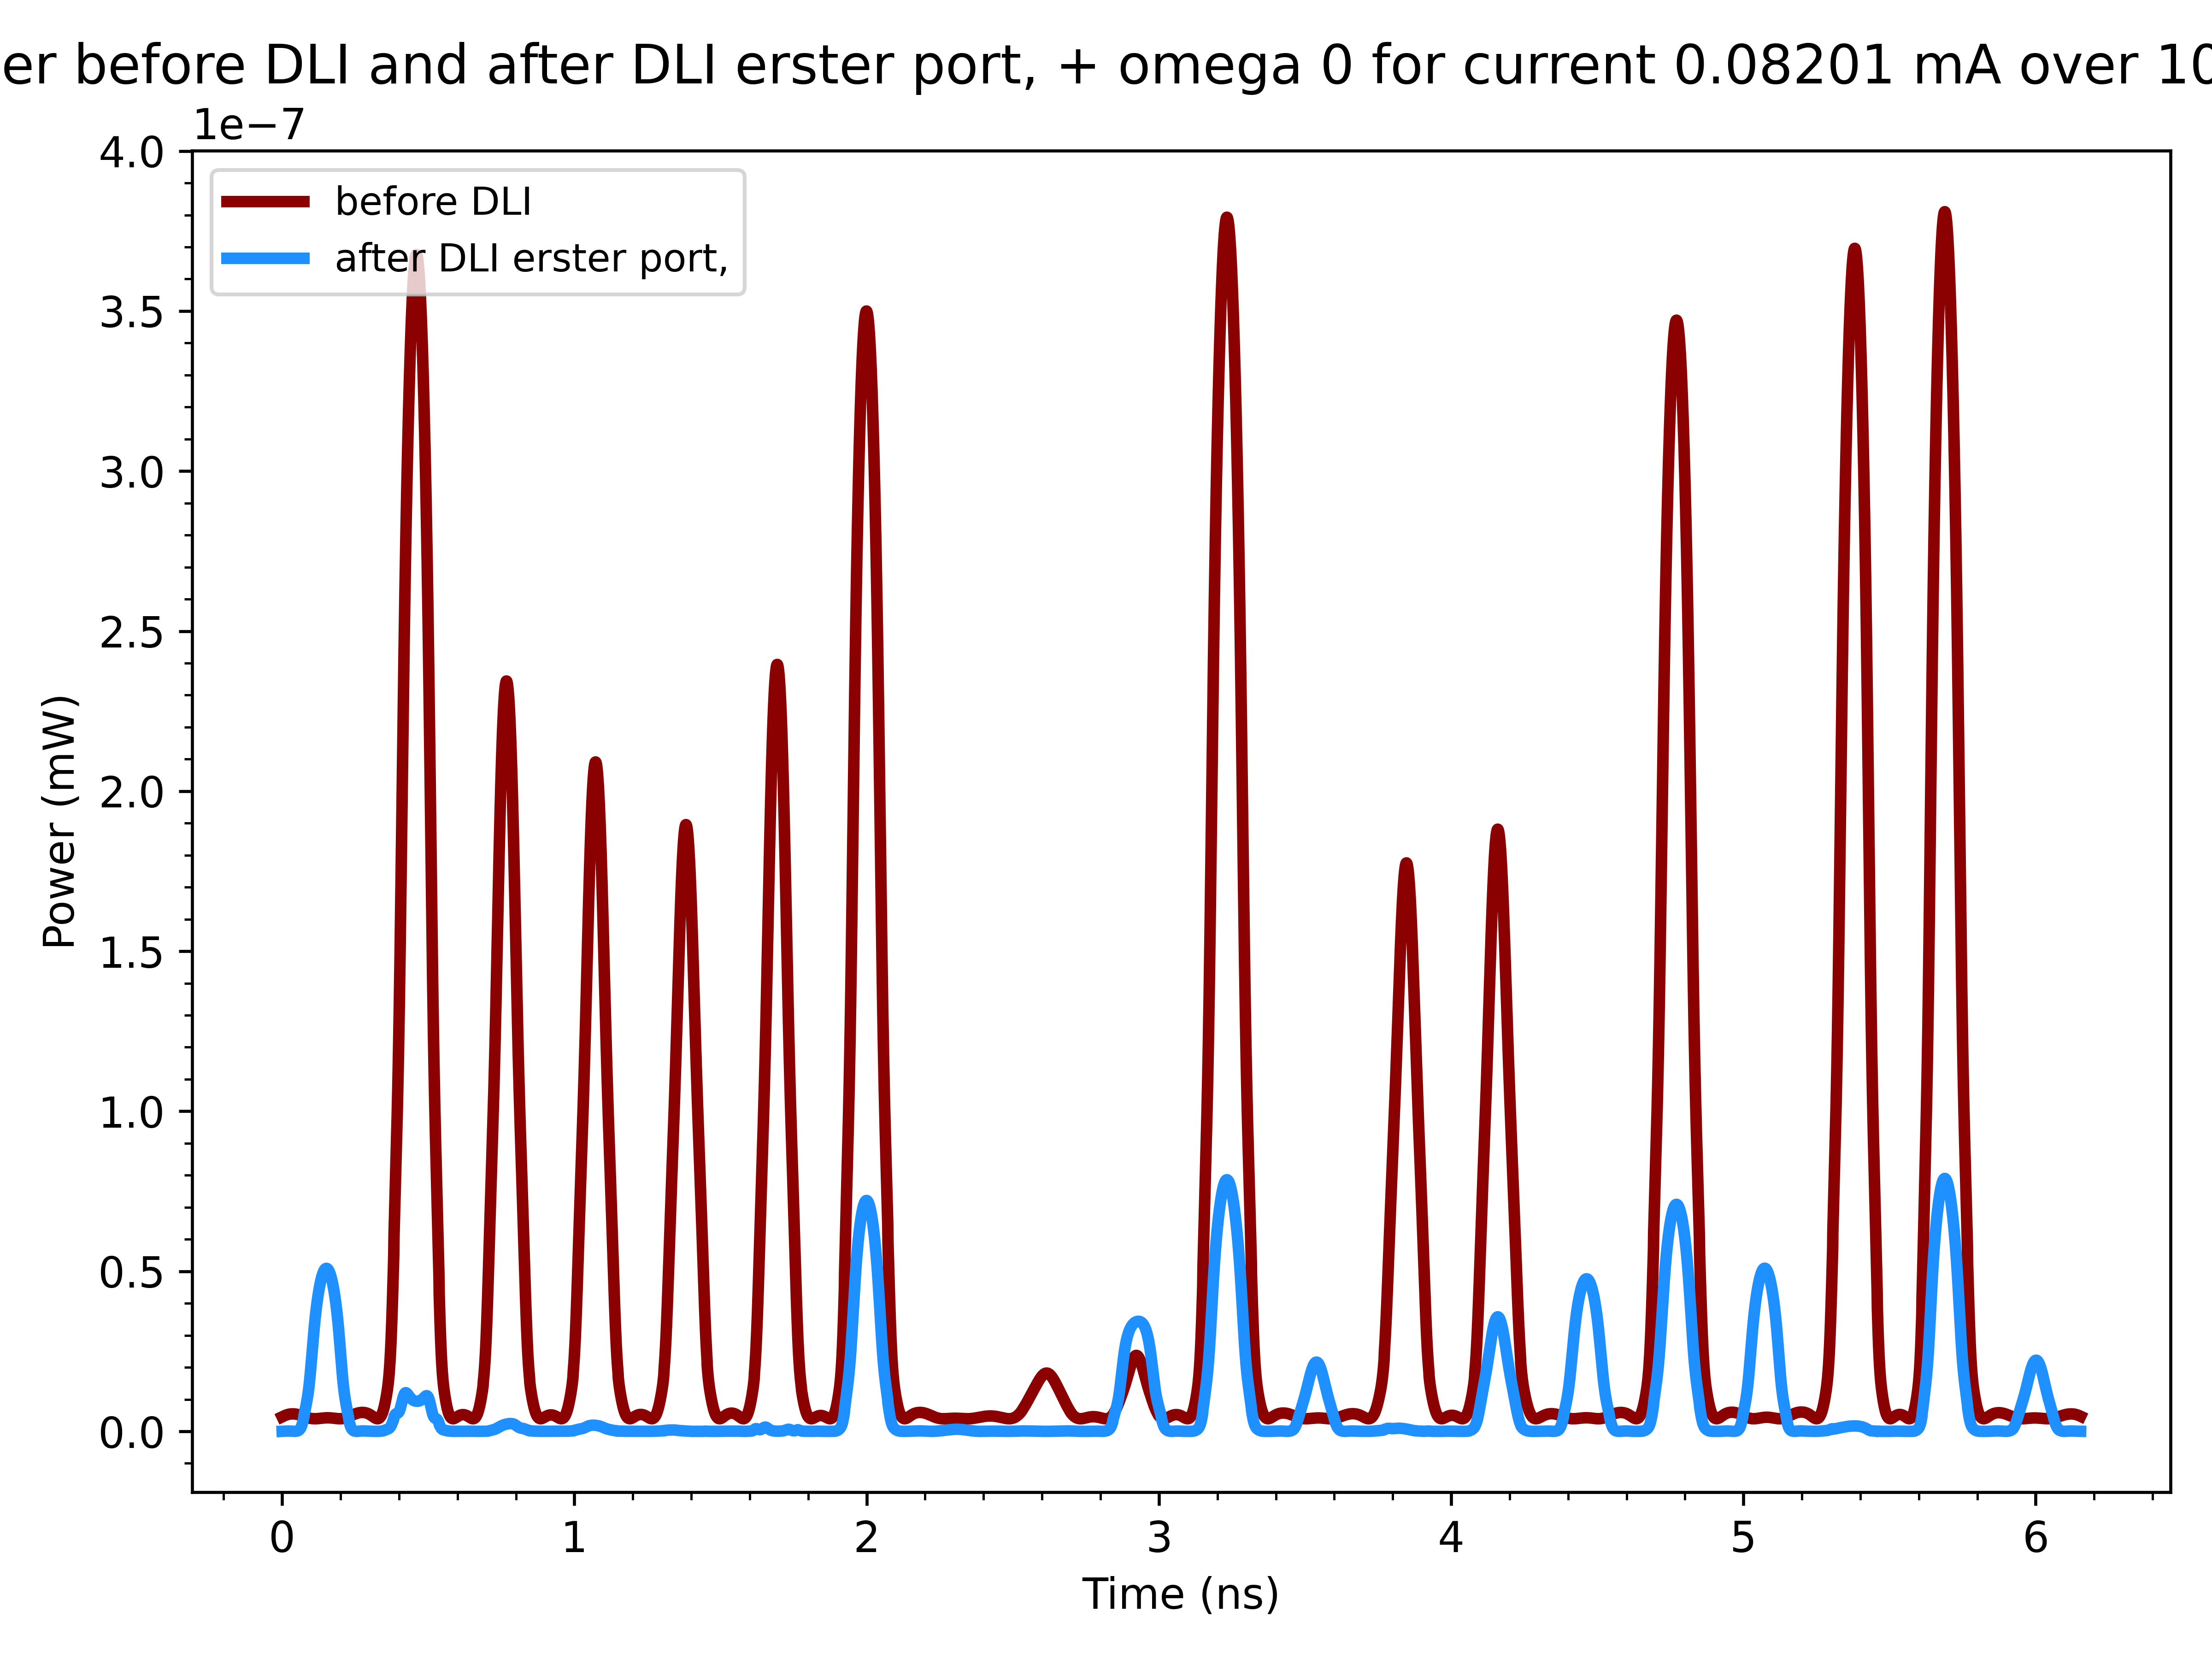 er before DLI and after DLI erster port, + omega 0 for current 0.08201 mA over 10
1e−7
4.0
3.5
3.0
2.5
2.0
1.5
1.0
0.5
0.0
Power (mW)
before DLI
after DLI erster port,
0 1 2 3 4 5 6
Time (ns)